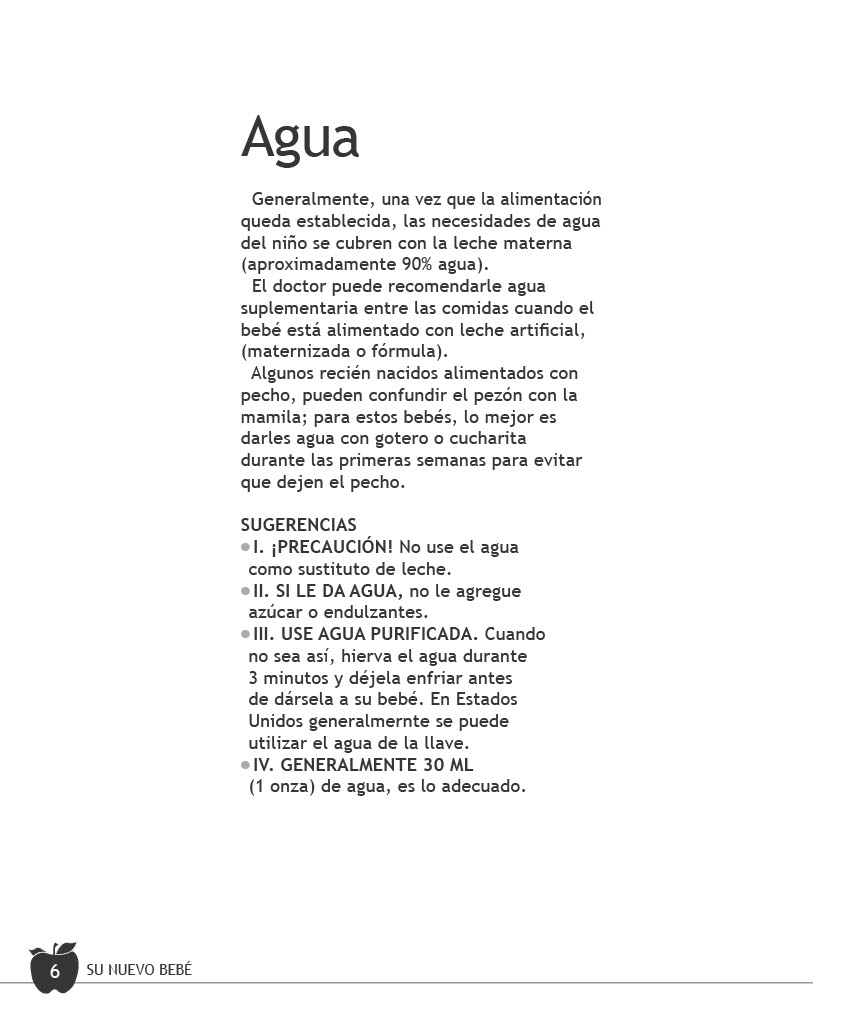 Agua
Generalmente, una vez que la alimentación
queda establecida, las necesidades de agua
del niño se cubren con la leche materna
(aproximadamente 90% agua).
El doctor puede recomendarle agua
suplementaria entre las comidas cuando el
bebé está alimentado con leche artificial,
(maternizada o fórmula).
Algunos recién nacidos alimentados con
pecho, pueden confundir el pezón con la
mamila; para estos bebés, lo mejor es
darles agua con gotero o cucharita
durante las primeras semanas para evitar
que dejen el pecho.
SUGERENCIAS
● I. ¡PRECAUCIÓN! No use el agua
como sustituto de leche.
● II. SI LE DA AGUA, no le agregue
azúcar o endulzantes.
● III. USE AGUA PURIFICADA. Cuando
no sea así, hierva el agua durante
3 minutos y déjela enfriar antes
de dársela a su bebé. En Estados
Unidos generalmernte se puede
utilizar el agua de la llave.
● IV. GENERALMENTE 30 ML
(1 onza) de agua, es lo adecuado.
6 SU NUEVO BEBÉ